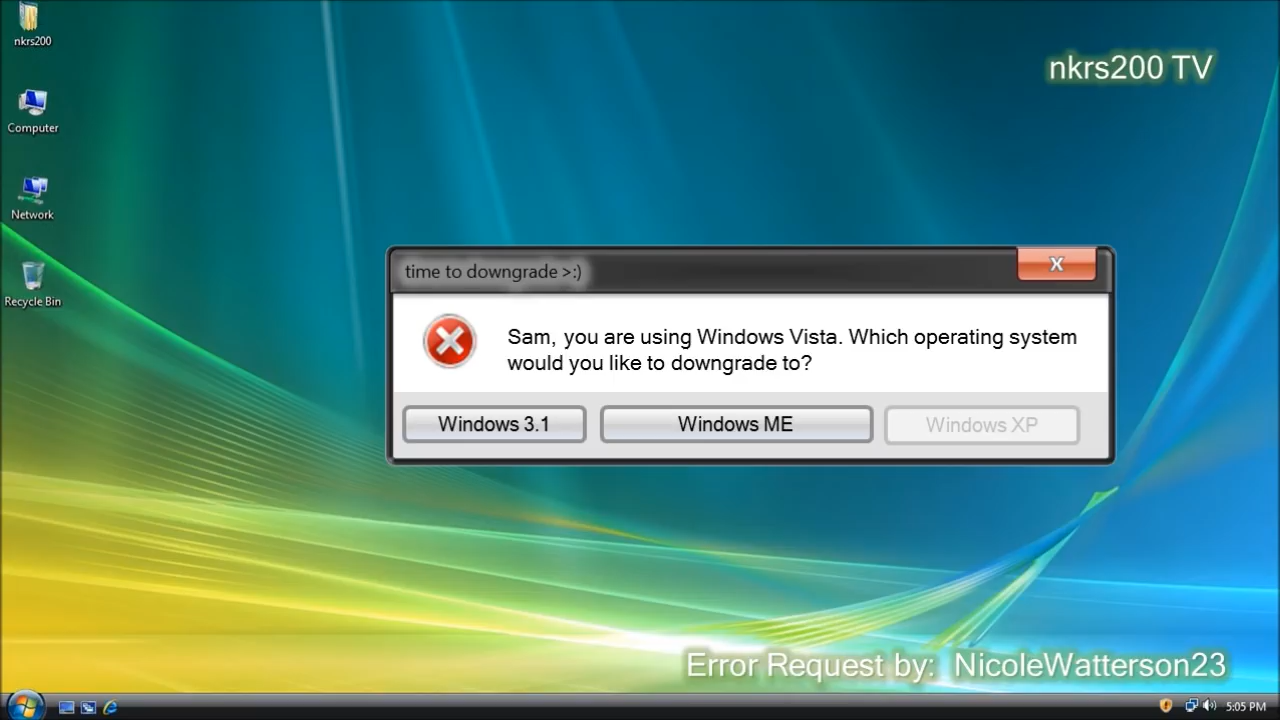 nkrs200
Computer
Network
Recycle Bin
nkrs200 TV
time to downgrade >:)
X
Sam, you are using Windows Vista. Which operating system
would you like to downgrade to?
Windows 3.1
Windows ME
Windows XP
Error Request by: NicoleWatterson23
5:05 PM